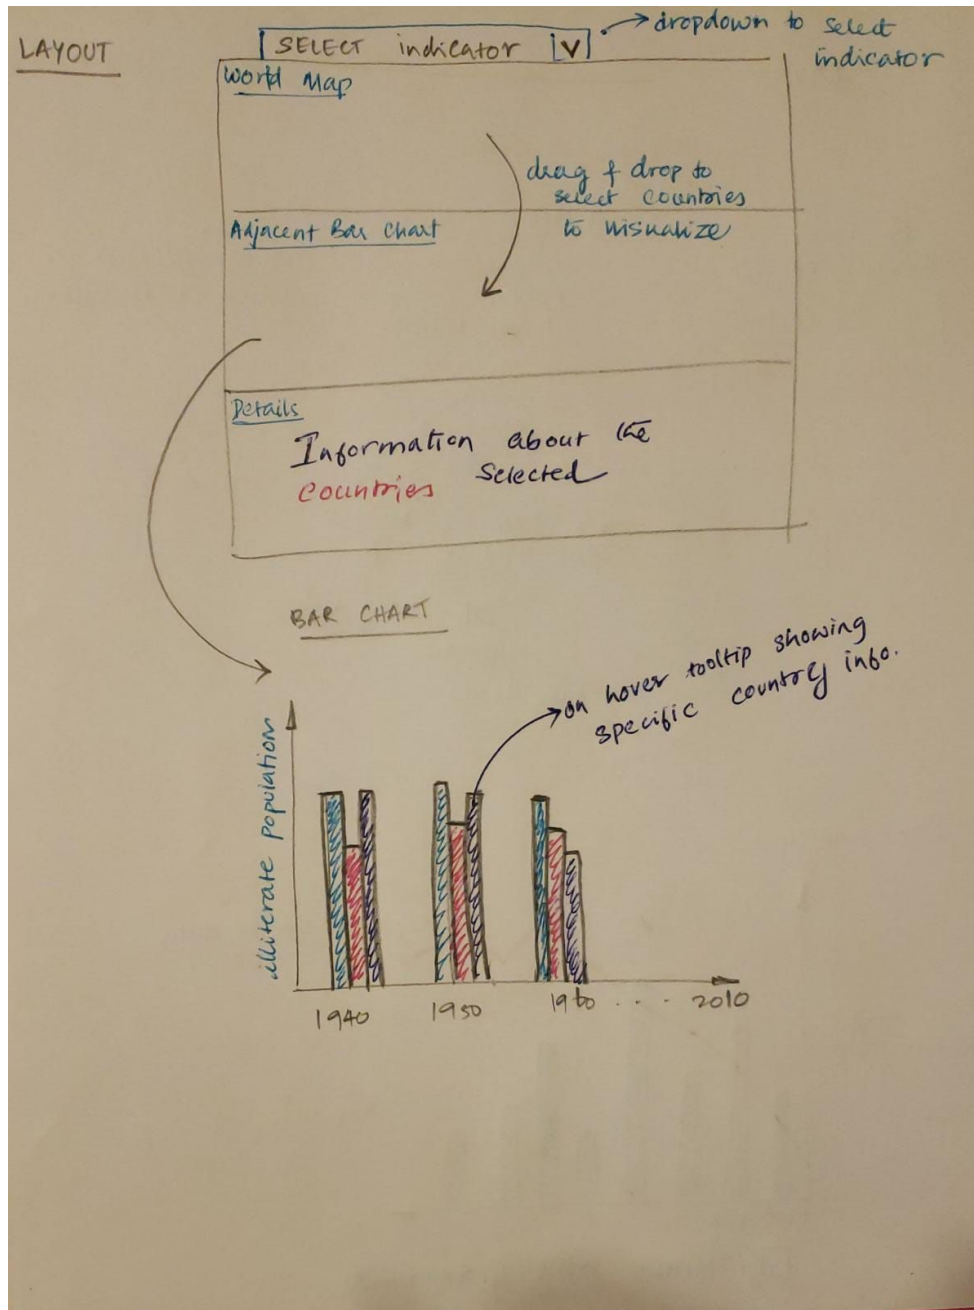 LAYOUT
SELECT indicator V
dropdown to select
indicator
World Map
drag & drop to
select countries
to visualize
Adjacent Bar Chart
Details
Information about the
countries selected
BAR CHART
on hover tooltip showing
specific country info.
illiterate population
1940 1950 1960 . . . 2010